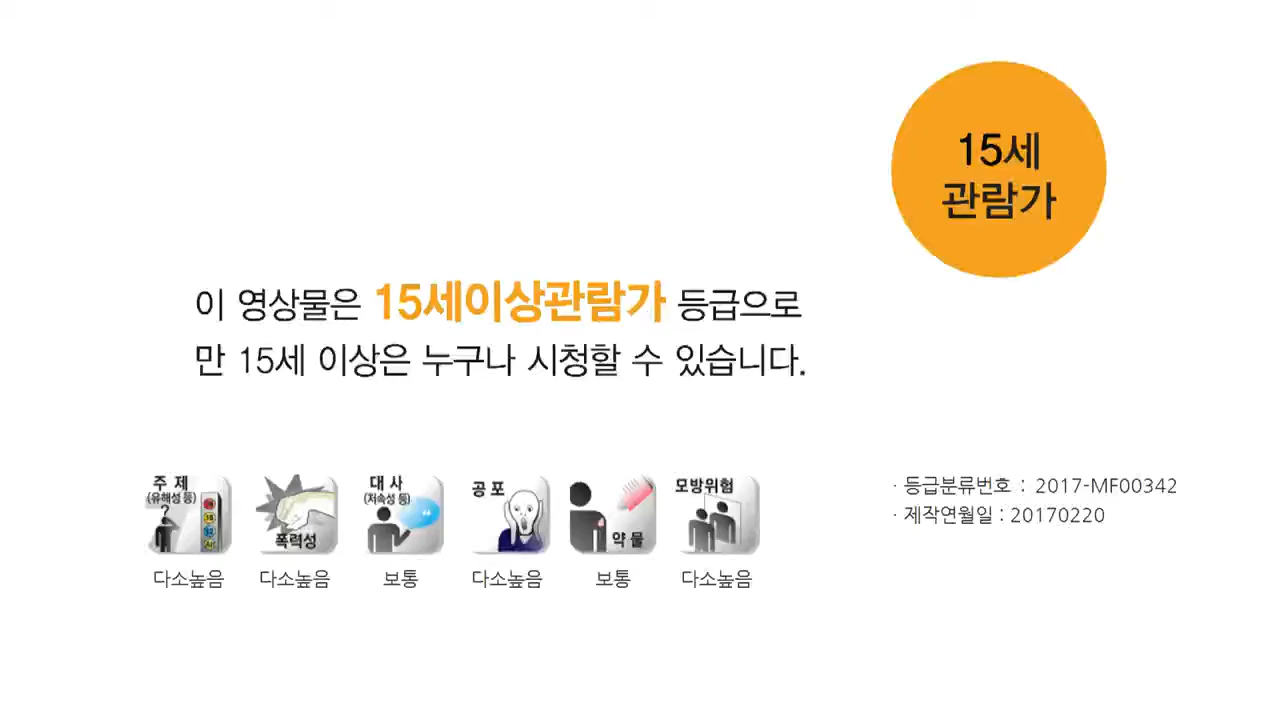 15세
관람가
이 영상물은 15세이상관람가 등급으로
만 15세 이상은 누구나 시청할 수 있습니다.
주 제
(유해성 등)
폭력성
대 사
(저속성 등)
공 포
약 물
모방위험
다소높음 다소높음 보통 다소높음 보통 다소높음
· 등급분류번호 : 2017-MF00342
· 제작연월일 : 20170220